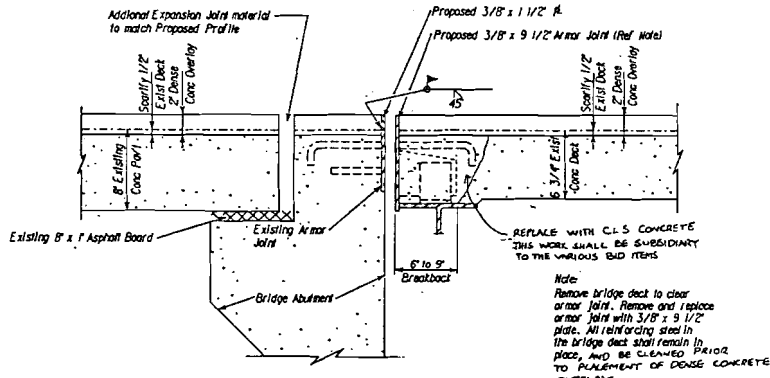 Addional Expansion Joint material
to match Proposed Profile
Proposed 3/8" x 1 1/2" ℄
Proposed 3/8" x 9 1/2" Armor Joint (Ref Note)
Scarify 1/2"
Exist Deck
2" Dense
Conc Overlay
45
Scarify 1/2"
Exist Deck
2" Dense
Conc Overlay
8" Existing
Conc Pav't
6 3/4" Exist
Conc Deck
Existing 8" x 1" Asphalt Board
Existing Armor
Joint
REPLACE WITH CLS CONCRETE
THIS WORK SHALL BE SUBSIDIARY
TO THE VARIOUS BID ITEMS
6" to 9"
Breakback
Bridge Abutment
Note:
Remove bridge deck to clear
armor joint. Remove and replace
armor joint with 3/8" x 9 1/2"
plate. All reinforcing steel in
the bridge deck shall remain in
place, AND BE CLEANED PRIOR
TO PLACEMENT OF DENSE CONCRETE